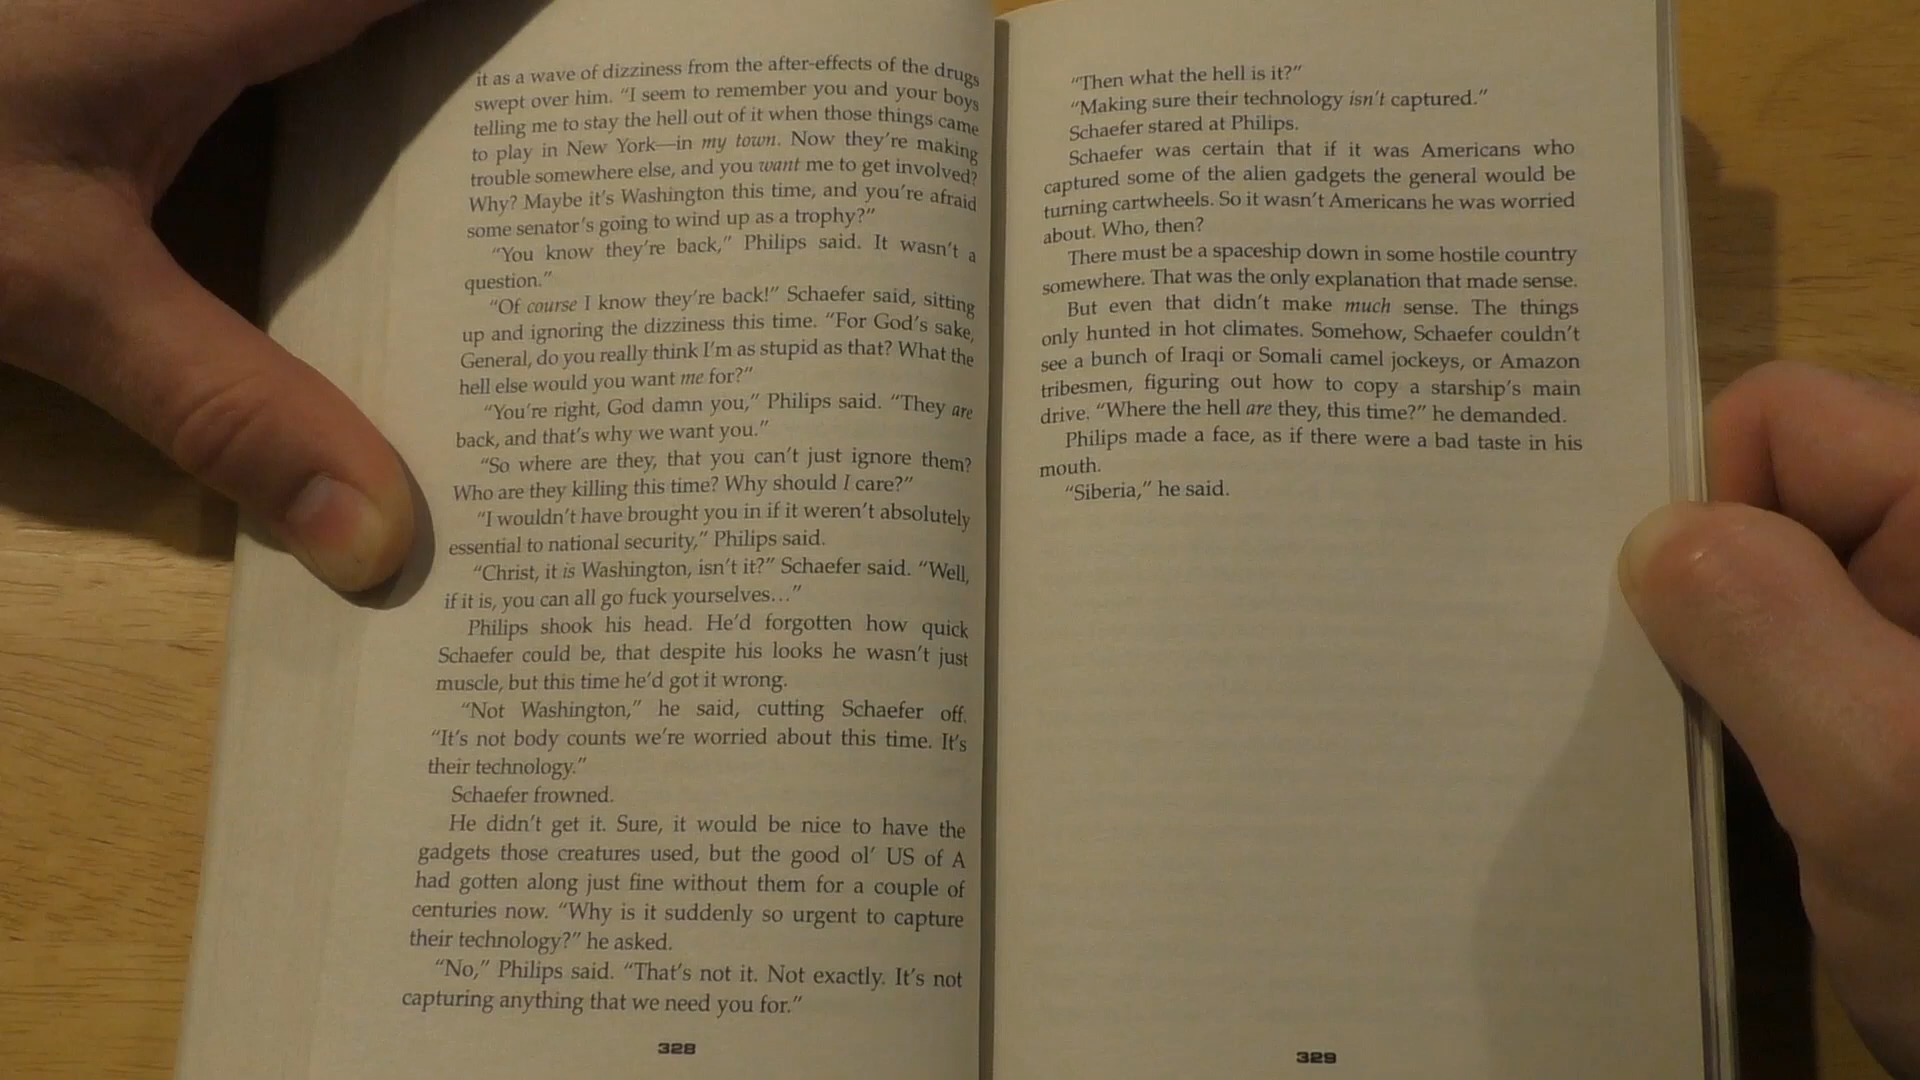 it as a wave of dizziness from the after-effects of the drugs
swept over him. “I seem to remember you and your boys
telling me to stay the hell out of it when those things came
to play in New York—in my town. Now they’re making
trouble somewhere else, and you want me to get involved?
Why? Maybe it’s Washington this time, and you’re afraid
some senator’s going to wind up as a trophy?”
“You know they’re back,” Philips said. It wasn’t a
question.”
“Of course I know they’re back!” Schaefer said, sitting
up and ignoring the dizziness this time. “For God’s sake,
General, do you really think I’m as stupid as that? What the
hell else would you want me for?”
“You’re right, God damn you,” Philips said. “They are
back, and that’s why we want you.”
“So where are they, that you can’t just ignore them?
Who are they killing this time? Why should I care?”
“I wouldn’t have brought you in if it weren’t absolutely
essential to national security,” Philips said.
“Christ, it is Washington, isn’t it?” Schaefer said. “Well,
if it is, you can all go fuck yourselves…”
Philips shook his head. He’d forgotten how quick
Schaefer could be, that despite his looks he wasn’t just
muscle, but this time he’d got it wrong.
“Not Washington,” he said, cutting Schaefer off.
“It’s not body counts we’re worried about this time. It’s
their technology.”
Schaefer frowned.
He didn’t get it. Sure, it would be nice to have the
gadgets those creatures used, but the good ol’ US of A
had gotten along just fine without them for a couple of
centuries now. “Why is it suddenly so urgent to capture
their technology?” he asked.
“No,” Philips said. “That’s not it. Not exactly. It’s not
capturing anything that we need you for.”
328
“Then what the hell is it?”
“Making sure their technology isn’t captured.”
Schaefer stared at Philips.
Schaefer was certain that if it was Americans who
captured some of the alien gadgets the general would be
turning cartwheels. So it wasn’t Americans he was worried
about. Who, then?
There must be a spaceship down in some hostile country
somewhere. That was the only explanation that made sense.
But even that didn’t make much sense. The things
only hunted in hot climates. Somehow, Schaefer couldn’t
see a bunch of Iraqi or Somali camel jockeys, or Amazon
tribesmen, figuring out how to copy a starship’s main
drive. “Where the hell are they, this time?” he demanded.
Philips made a face, as if there were a bad taste in his
mouth.
“Siberia,” he said.
329